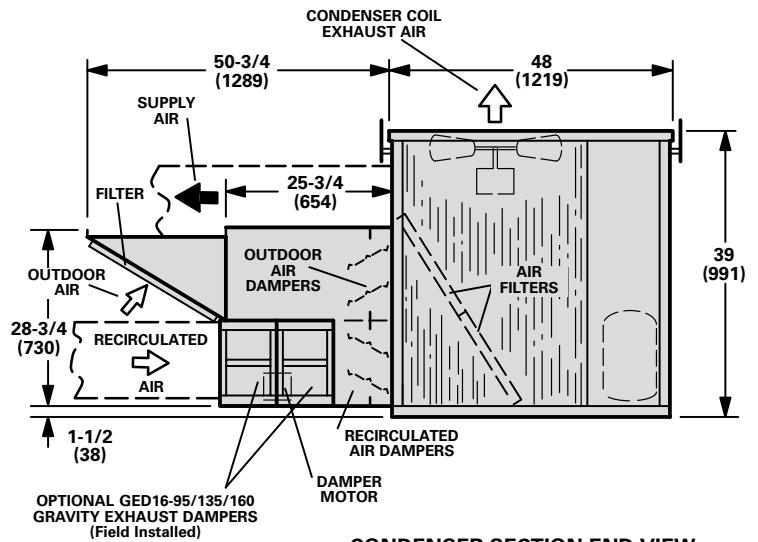 CONDENSER COIL
EXHAUST AIR
50-3/4
(1289)
48
(1219)
SUPPLY
AIR
25-3/4
(654)
FILTER
OUTDOOR
AIR
OUTDOOR
AIR
DAMPERS
AIR
FILTERS
39
(991)
28-3/4
(730)
RECIRCULATED
AIR
1-1/2
(38)
RECIRCULATED
AIR DAMPERS
DAMPER
MOTOR
OPTIONAL GED16-95/135/160
GRAVITY EXHAUST DAMPERS
(Field Installed)
CONDENSER SECTION END VIEW